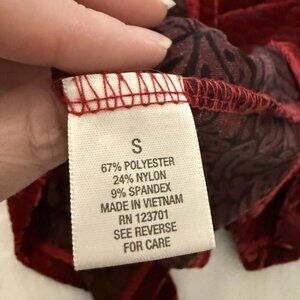 S
67% POLYESTER
24% NYLON
9% SPANDEX
MADE IN VIETNAM
RN 123701
SEE REVERSE
FOR CARE